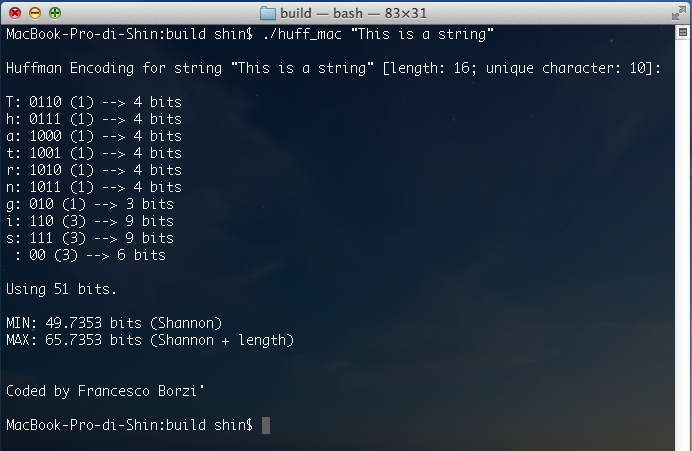 build — bash — 83×31
MacBook-Pro-di-Shin:build shin$ ./huff_mac "This is a string"
Huffman Encoding for string "This is a string" [length: 16; unique character: 10]:
T: 0110 (1) --> 4 bits
h: 0111 (1) --> 4 bits
a: 1000 (1) --> 4 bits
t: 1001 (1) --> 4 bits
r: 1010 (1) --> 4 bits
n: 1011 (1) --> 4 bits
g: 010 (1) --> 3 bits
i: 110 (3) --> 9 bits
s: 111 (3) --> 9 bits
 : 00 (3) --> 6 bits
Using 51 bits.
MIN: 49.7353 bits (Shannon)
MAX: 65.7353 bits (Shannon + length)
Coded by Francesco Borzi'
MacBook-Pro-di-Shin:build shin$